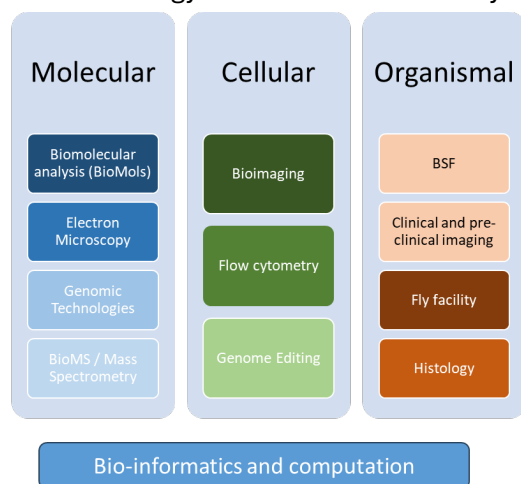 Molecular
Biomolecular
analysis (BioMols)
Electron
Microscopy
Genomic
Technologies
BioMS / Mass
Spectrometry
Cellular
Bioimaging
Flow cytometry
Genome Editing
Organismal
BSF
Clinical and pre-
clinical imaging
Fly facility
Histology
Bio-informatics and computation